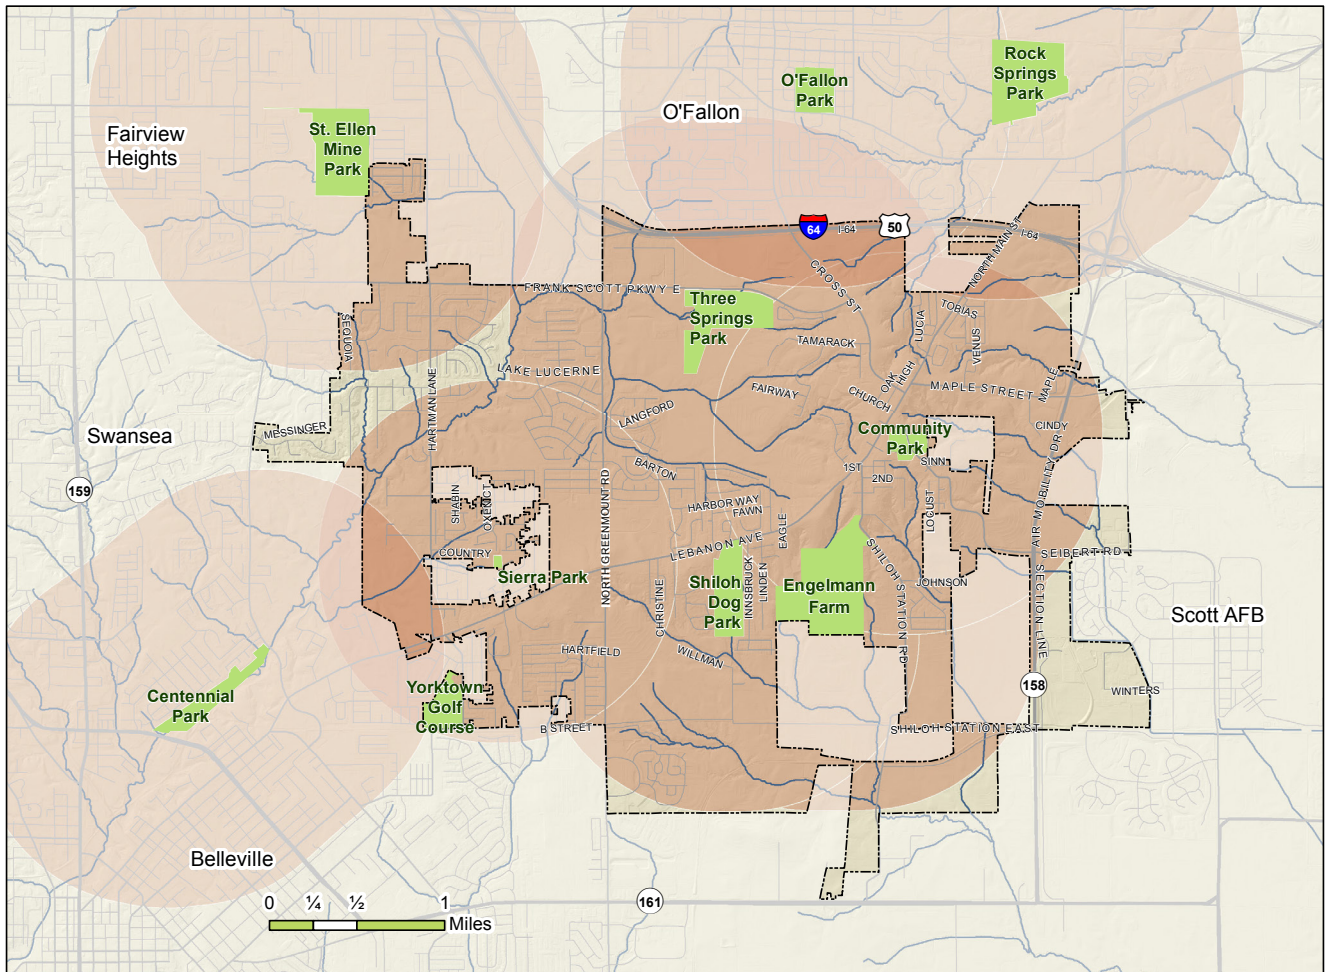 Rock
Springs
Park
O'Fallon
Park
O'Fallon
Fairview
Heights
St. Ellen
Mine
Park
64
I-64
50
NORTH MAIN ST
I-64
CROSS ST
FRANK SCOTT PKWY E
Three
Springs
Park
TOBIAS
LUCIA
VENUS
SEQUOIA
TAMARACK
LAKE LUCERNE
HARTMAN LANE
OAK
HIGH
MAPLE STREET
MAPLE
FAIRWAY
CHURCH
LANGFORD
MESSINGER
Swansea
Community
Park
CINDY
SINN
1ST
2ND
BARTON
159
SHABIN
OXENCT
NORTH GREENMOUNT RD
HARBOR WAY
FAWN
EAGLE
LOCUST
AIR MOBILITY DR
LEBANON AVE
COUNTRY
SEIBERT RD
Sierra Park
Shiloh
Dog
Park
INNSBRUCK
LINDEN
Engelmann
Farm
SHILOH STATION RD
JOHNSON
SECTION LINE
CHRISTINE
Scott AFB
HARTFIELD
WILLMAN
Centennial
Park
Yorktown
Golf
Course
158
WINTERS
B STREET
SHILOH STATION EAST
Belleville
0 ¼ ½ 1
Miles
161